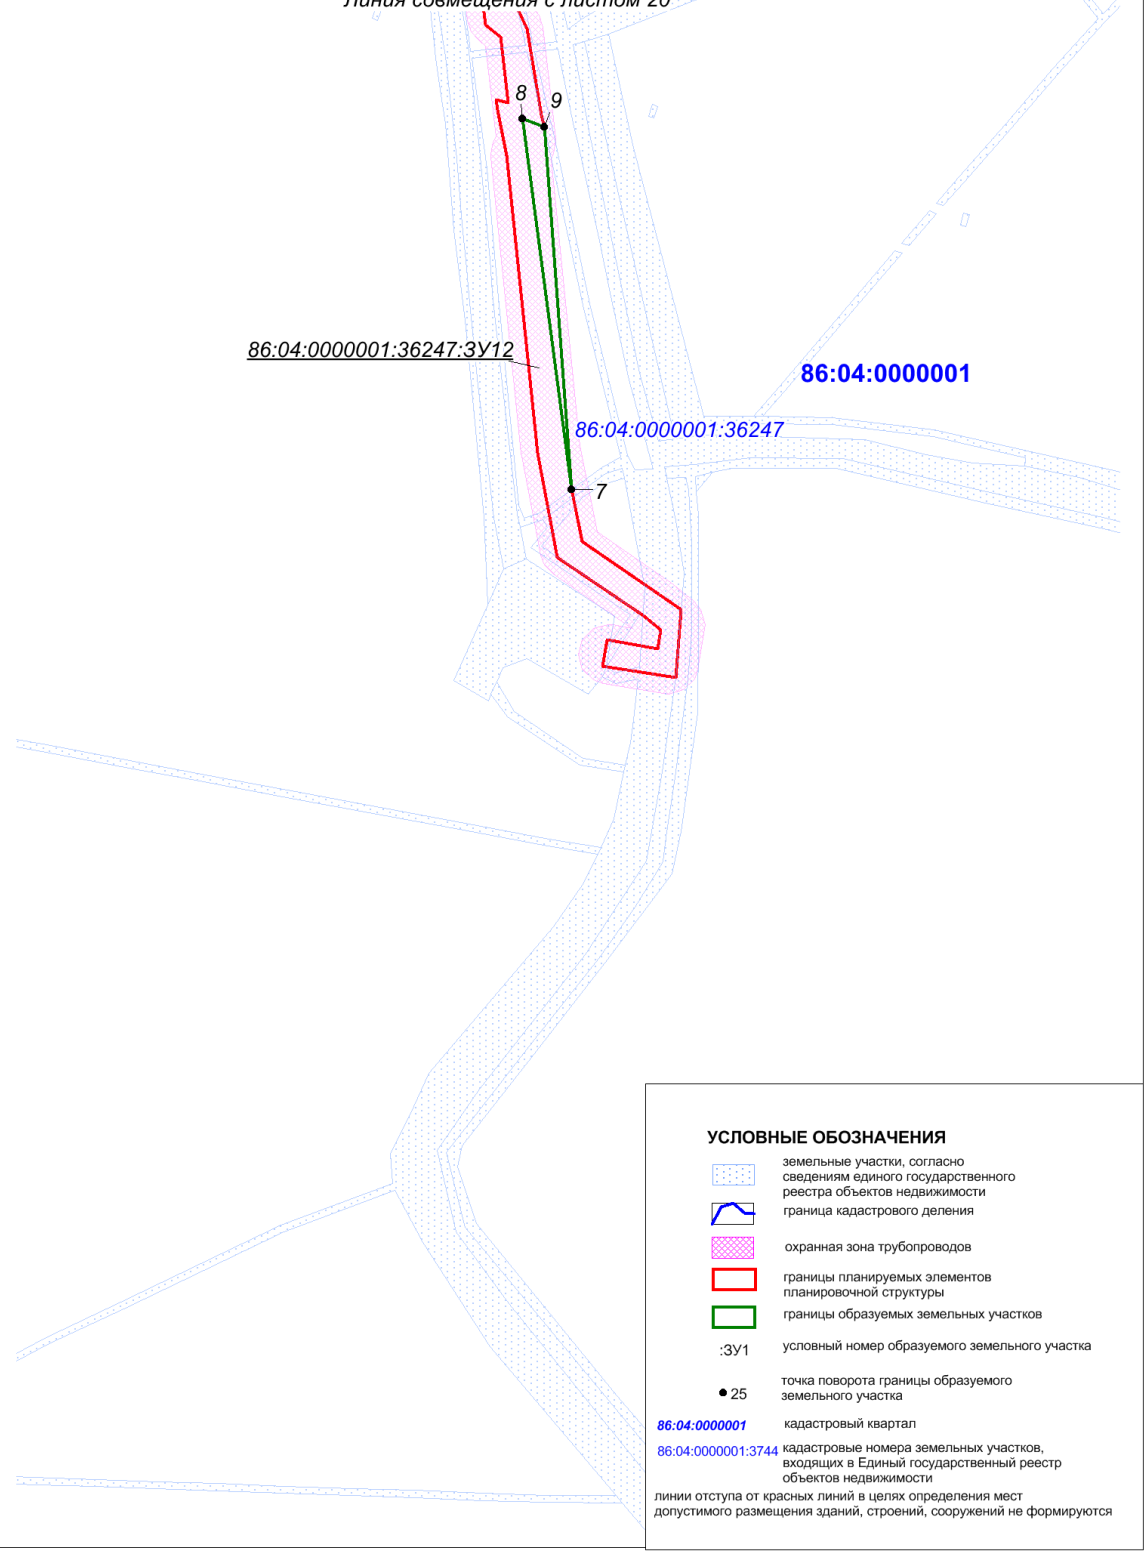 Линия совмещения с листом 20
8
9
86:04:0000001:36247:ЗУ12
86:04:0000001
86:04:0000001:36247
7
УСЛОВНЫЕ ОБОЗНАЧЕНИЯ
земельные участки, согласно
сведениям единого государственного
реестра объектов недвижимости
граница кадастрового деления
охранная зона трубопроводов
границы планируемых элементов
планировочной структуры
границы образуемых земельных участков
:ЗУ1 условный номер образуемого земельного участка
25 точка поворота границы образуемого
земельного участка
86:04:0000001 кадастровый квартал
86:04:0000001:3744 кадастровые номера земельных участков,
входящих в Единый государственный реестр
объектов недвижимости
линии отступа от красных линий в целях определения мест
допустимого размещения зданий, строений, сооружений не формируются